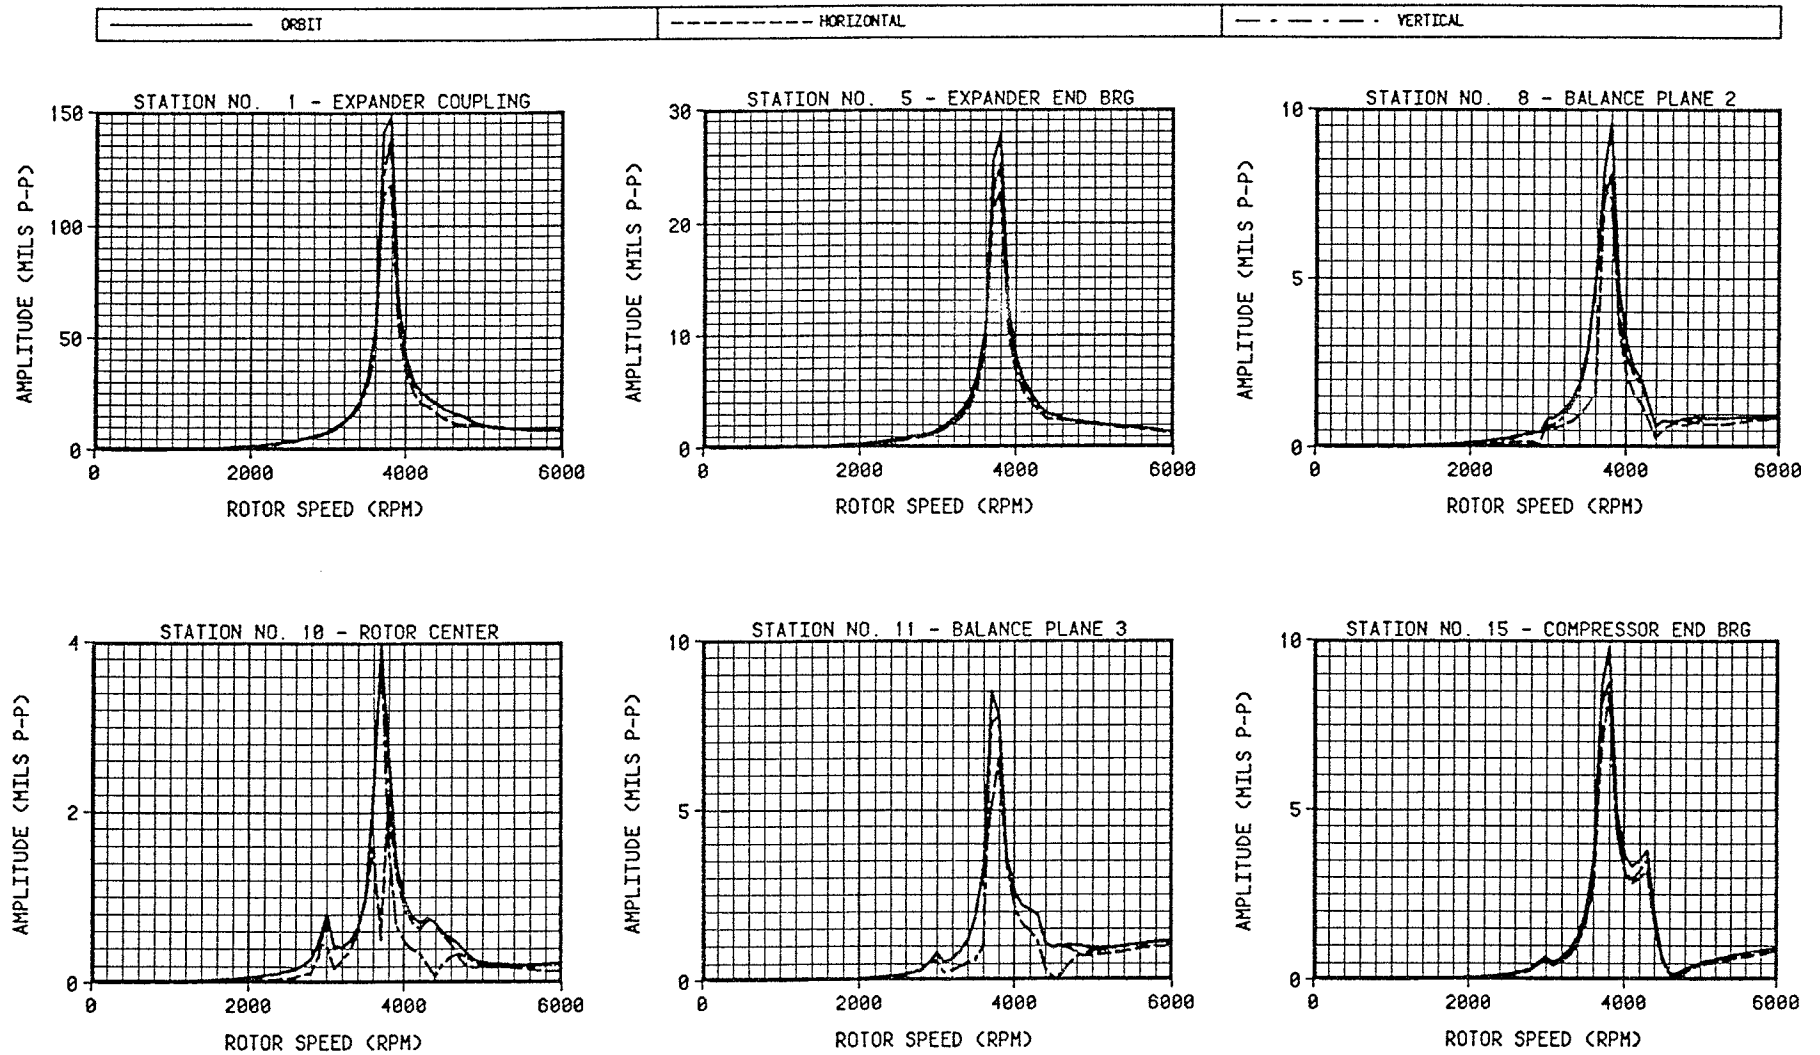 ORBIT
HORIZONTAL
VERTICAL
STATION NO. 1 - EXPANDER COUPLING
AMPLITUDE (MILS P-P)
150
100
50
0
0 2000 4000 6000
ROTOR SPEED (RPM)
STATION NO. 5 - EXPANDER END BRG
AMPLITUDE (MILS P-P)
30
20
10
0
0 2000 4000 6000
ROTOR SPEED (RPM)
STATION NO. 8 - BALANCE PLANE 2
AMPLITUDE (MILS P-P)
10
5
0
0 2000 4000 6000
ROTOR SPEED (RPM)
STATION NO. 10 - ROTOR CENTER
AMPLITUDE (MILS P-P)
4
2
0
0 2000 4000 6000
ROTOR SPEED (RPM)
STATION NO. 11 - BALANCE PLANE 3
AMPLITUDE (MILS P-P)
10
5
0
0 2000 4000 6000
ROTOR SPEED (RPM)
STATION NO. 15 - COMPRESSOR END BRG
AMPLITUDE (MILS P-P)
10
5
0
0 2000 4000 6000
ROTOR SPEED (RPM)